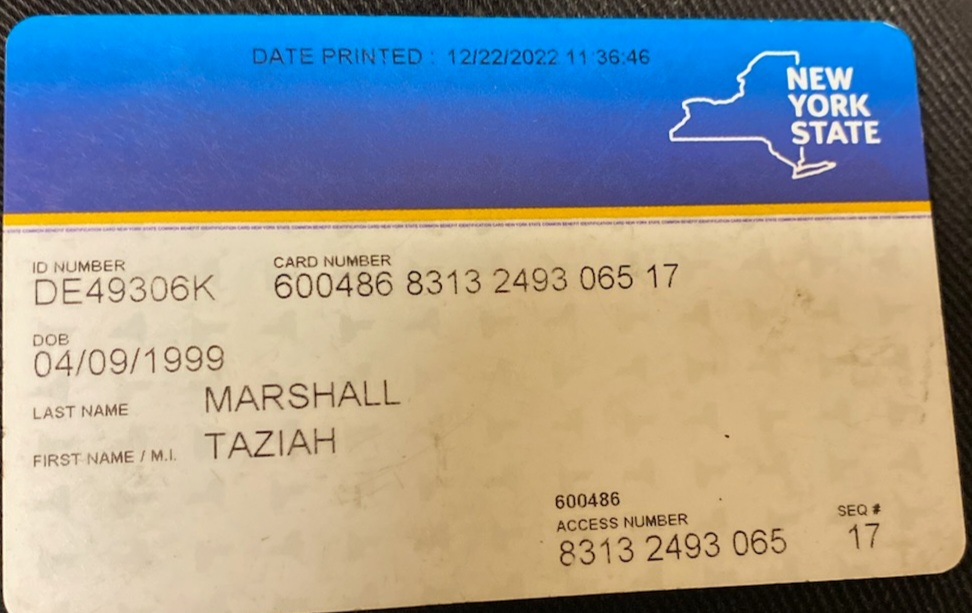 DATE PRINTED : 12/22/2022 11:36:46
NEW
YORK
STATE
ID NUMBER
DE49306K
CARD NUMBER
600486 8313 2493 065 17
DOB
04/09/1999
LAST NAME MARSHALL
FIRST NAME / M.I. TAZIAH
600486
ACCESS NUMBER
8313 2493 065
SEQ #
17